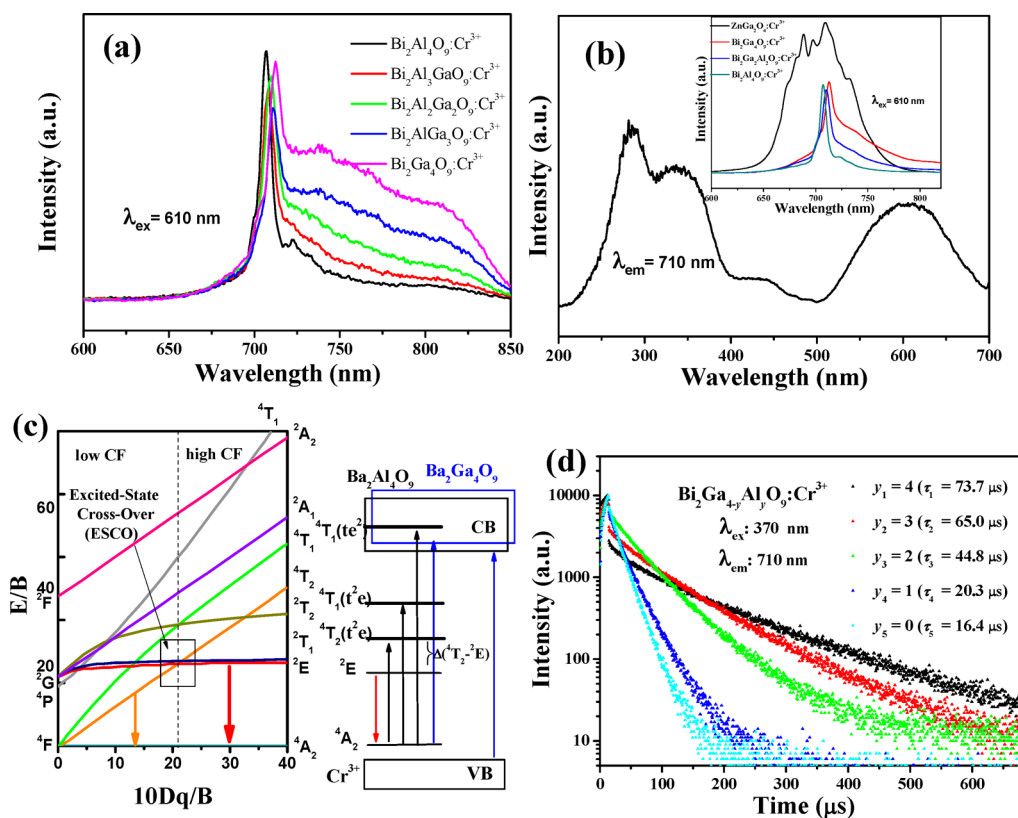 (a)
Bi₂Al₄O₉:Cr³⁺
Bi₂Al₃GaO₉:Cr³⁺
Bi₂Al₂Ga₂O₉:Cr³⁺
Bi₂AlGa₃O₉:Cr³⁺
Bi₂Ga₄O₉:Cr³⁺
λex= 610 nm
Intensity (a.u.)
600 650 700 750 800 850
Wavelength (nm)
(b)
ZnGa₂O₄:Cr³⁺
Bi₂Ga₄O₉:Cr³⁺
Bi₂Ga₂Al₂O₉:Cr³⁺
Bi₂Al₄O₉:Cr³⁺
λex= 610 nm
Intensity (a.u.)
600 650 700 750 800
Wavelength (nm)
λem= 710 nm
Intensity (a.u.)
200 300 400 500 600 700
Wavelength (nm)
(c)
low CF
high CF
Excited-State
Cross-Over
(ESCO)
E/B
60
40
20
²F
²G
⁴P
⁴F
0 10 20 30 40
10Dq/B
⁴T₁
²A₂
²A₁
⁴T₁
⁴T₂
²T₂
²T₁
²E
⁴A₂
Ba₂Al₄O₉
Ba₂Ga₄O₉
CB
⁴T₁(te²)
⁴T₁(t²e)
⁴T₂(t²e)
Δ(⁴T₂-²E)
²E
⁴A₂
Cr³⁺
VB
(d)
Bi₂Ga₄₋yAlyO₉:Cr³⁺
λex: 370 nm
λem: 710 nm
y₁ = 4 (τ₁ = 73.7 μs)
y₂ = 3 (τ₂ = 65.0 μs)
y₃ = 2 (τ₃ = 44.8 μs)
y₄ = 1 (τ₄ = 20.3 μs)
y₅ = 0 (τ₅ = 16.4 μs)
Intensity (a.u.)
10000
1000
100
10
0 100 200 300 400 500 600
Time (μs)